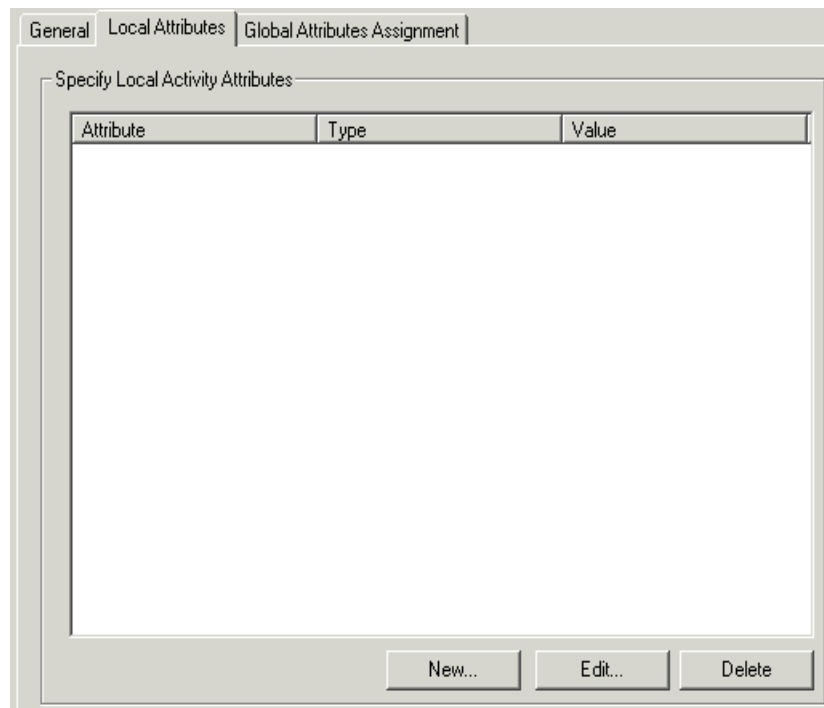 General Local Attributes Global Attributes Assignment
Specify Local Activity Attributes
Attribute Type Value
New... Edit... Delete